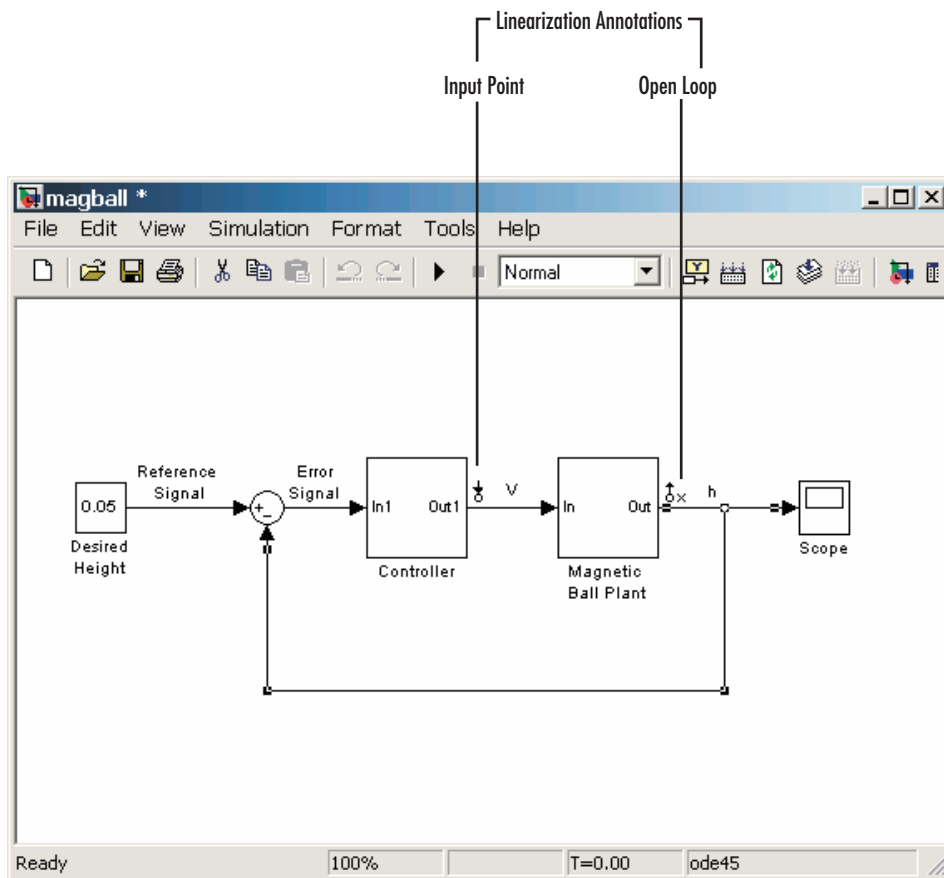 Linearization Annotations
Input Point
Open Loop
magball *
File Edit View Simulation Format Tools Help
Normal
Reference
Signal
Error
Signal
0.05
+
-
In1
Out1
V
In
Out
x
h
Desired
Height
Controller
Magnetic
Ball Plant
Scope
Ready
100%
T=0.00
ode45